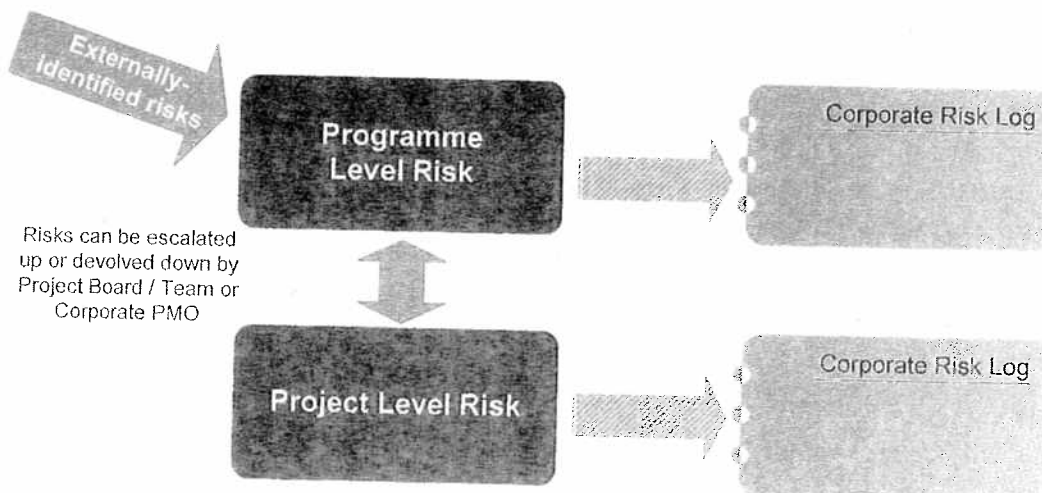 Externally-
identified risks
Programme
Level Risk
Corporate Risk Log
Risks can be escalated
up or devolved down by
Project Board / Team or
Corporate PMO
Project Level Risk
Corporate Risk Log